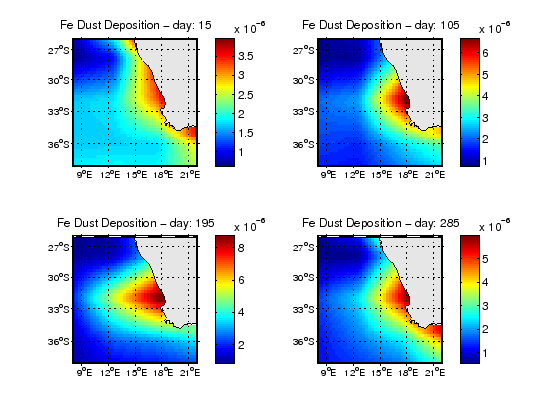 Fe Dust Deposition – day: 15
x 10⁻⁶
27°S
30°S
33°S
36°S
9°E 12°E 15°E 18°E 21°E
3.5
3
2.5
2
1.5
1
Fe Dust Deposition – day: 105
x 10⁻⁶
27°S
30°S
33°S
36°S
9°E 12°E 15°E 18°E 21°E
6
5
4
3
2
1
Fe Dust Deposition – day: 195
x 10⁻⁶
27°S
30°S
33°S
36°S
9°E 12°E 15°E 18°E 21°E
8
6
4
2
Fe Dust Deposition – day: 285
x 10⁻⁶
27°S
30°S
33°S
36°S
9°E 12°E 15°E 18°E 21°E
5
4
3
2
1